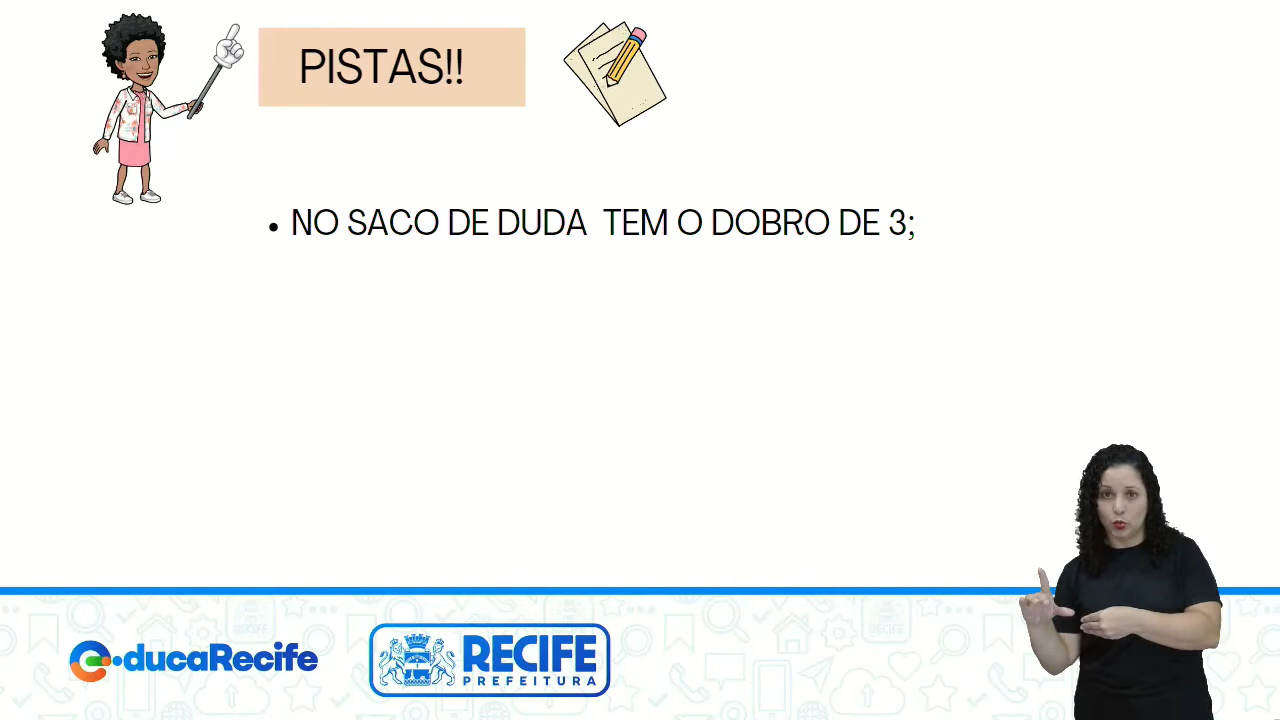 PISTAS!!
• NO SACO DE DUDA TEM O DOBRO DE 3;
educaRecife
RECIFE
PREFEITURA